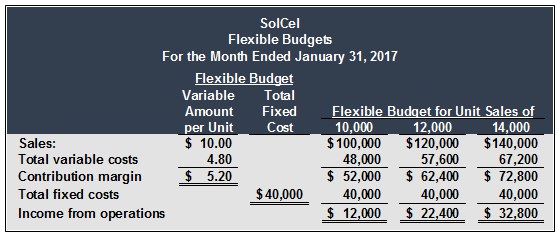 SolCel
Flexible Budgets
For the Month Ended January 31, 2017
Flexible Budget
Variable Total
Amount Fixed Flexible Budget for Unit Sales of
per Unit Cost 10,000 12,000 14,000
Sales: $ 10.00 $100,000 $120,000 $140,000
Total variable costs 4.80 48,000 57,600 67,200
Contribution margin $ 5.20 $ 52,000 $ 62,400 $ 72,800
Total fixed costs $40,000 40,000 40,000 40,000
Income from operations $ 12,000 $ 22,400 $ 32,800